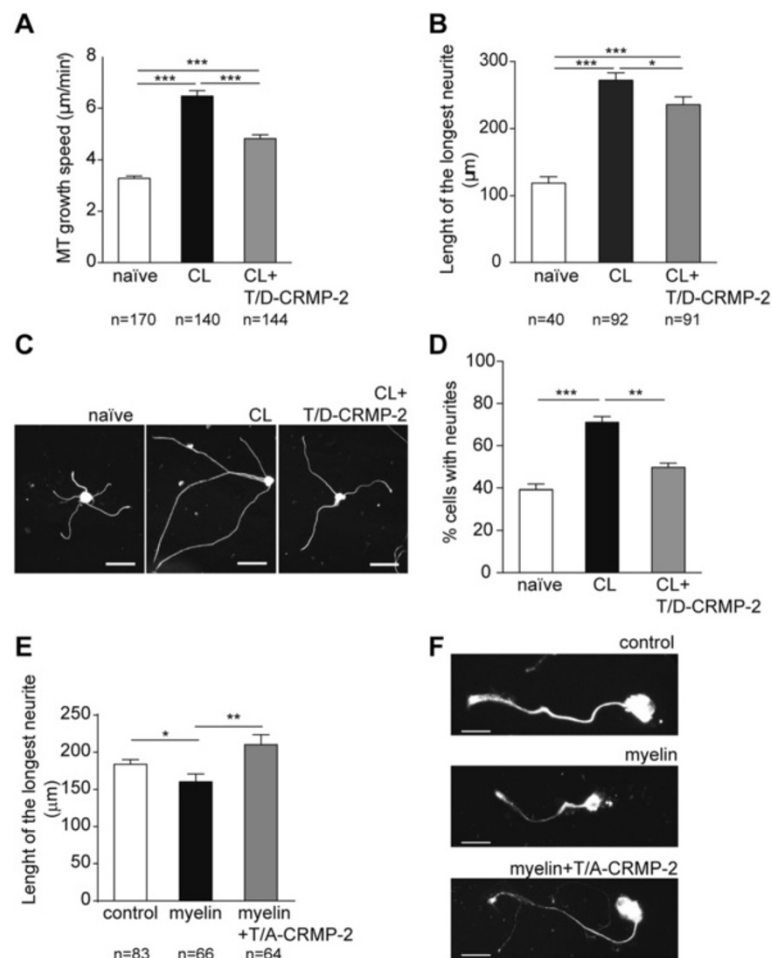 A
MT growth speed (µm/min)
8
6
4
2
0
***
***
***
naïve
CL
CL+
T/D-CRMP-2
n=170
n=140
n=144
B
Lenght of the longest neurite
(µm)
300
200
100
0
***
***
*
naïve
CL
CL+
T/D-CRMP-2
n=40
n=92
n=91
C
naïve
CL
CL+
T/D-CRMP-2
D
% cells with neurites
100
80
60
40
20
0
***
**
naïve
CL
CL+
T/D-CRMP-2
E
Lenght of the longest neurite
(µm)
250
200
150
100
50
0
*
**
control
myelin
myelin
+T/A-CRMP-2
n=83
n=66
n=64
F
control
myelin
myelin+T/A-CRMP-2